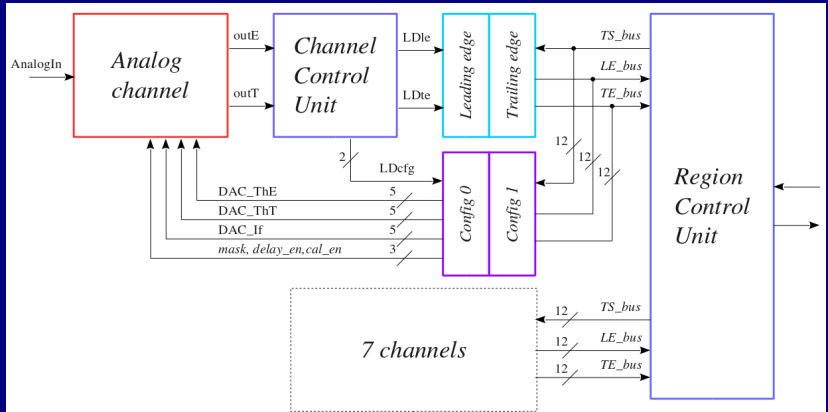 AnalogIn
Analog
channel
outE
outT
Channel
Control
Unit
LDle
LDte
Leading edge
Trailing edge
TS_bus
LE_bus
TE_bus
12
12
12
2
LDcfg
DAC_ThE
5
DAC_ThT
5
DAC_If
5
mask, delay_en,cal_en
3
Config 0
Config 1
Region
Control
Unit
7 channels
12
TS_bus
12
LE_bus
12
TE_bus